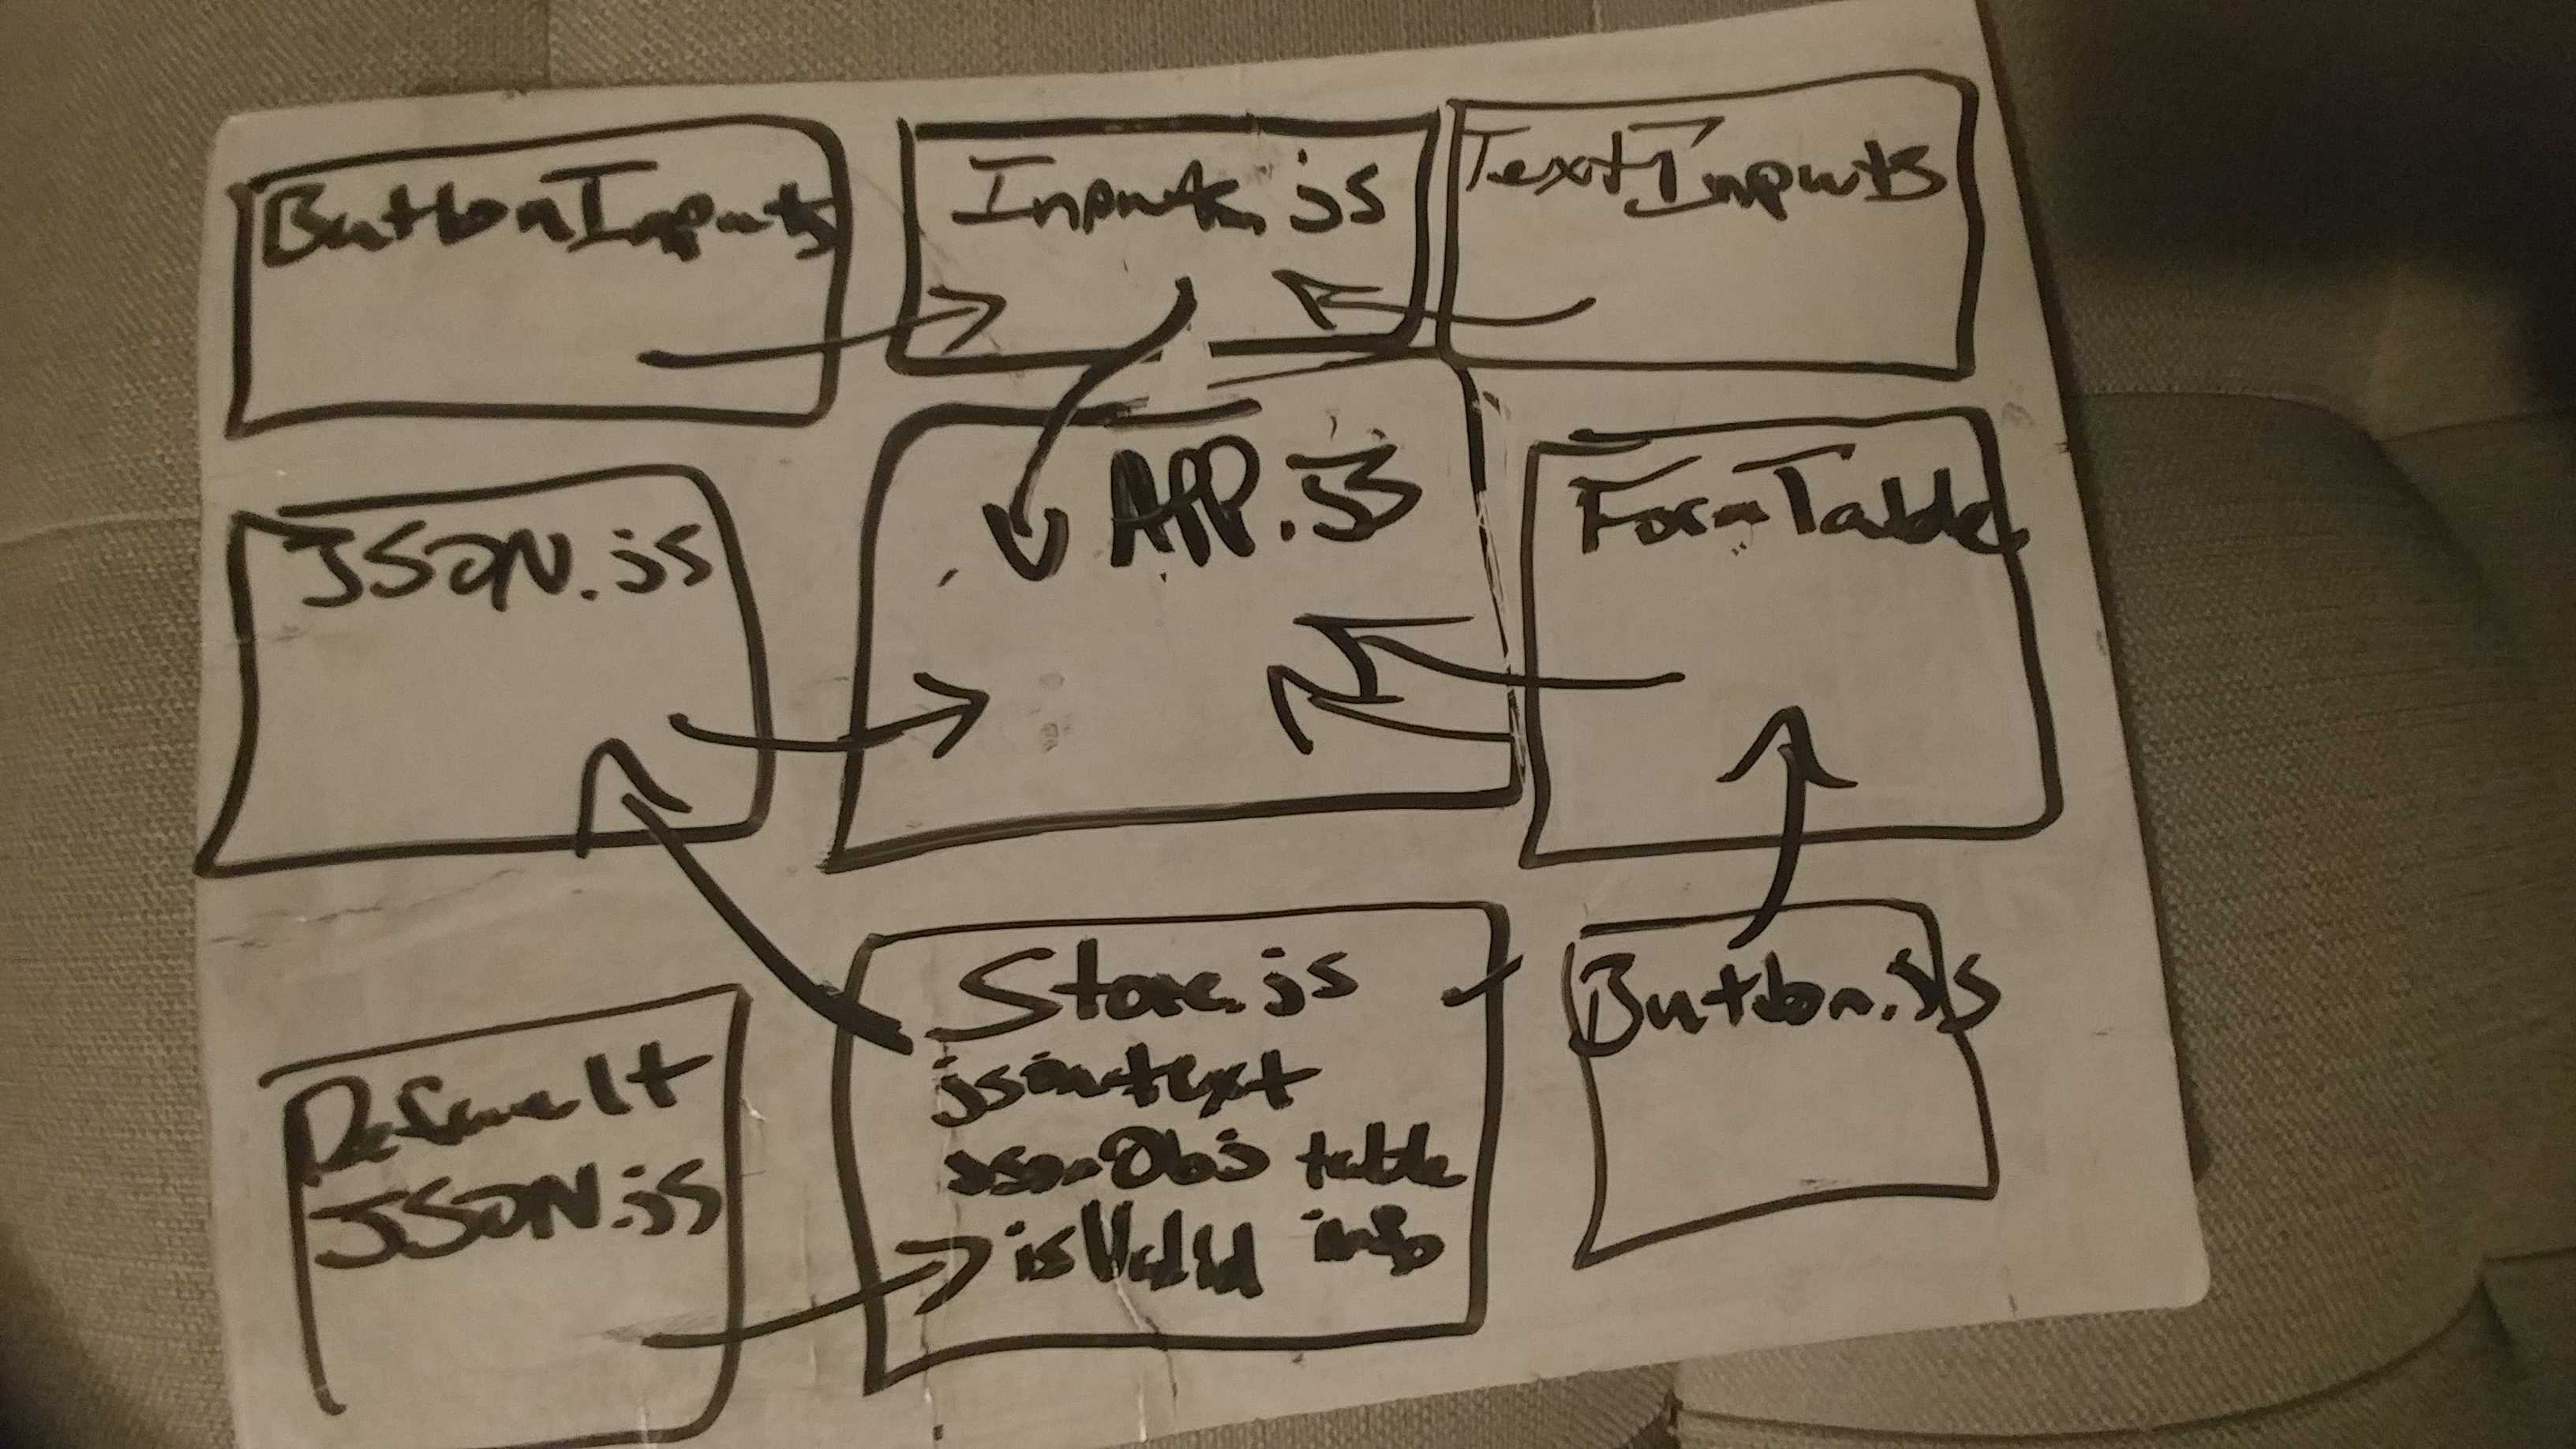 ButtonInputs
Inputs.js
TextInputs
JSON.js
APP.js
FormTable
Default
JSON.js
Store.js
jsontext
jsonObj table
isValid info
Button.js